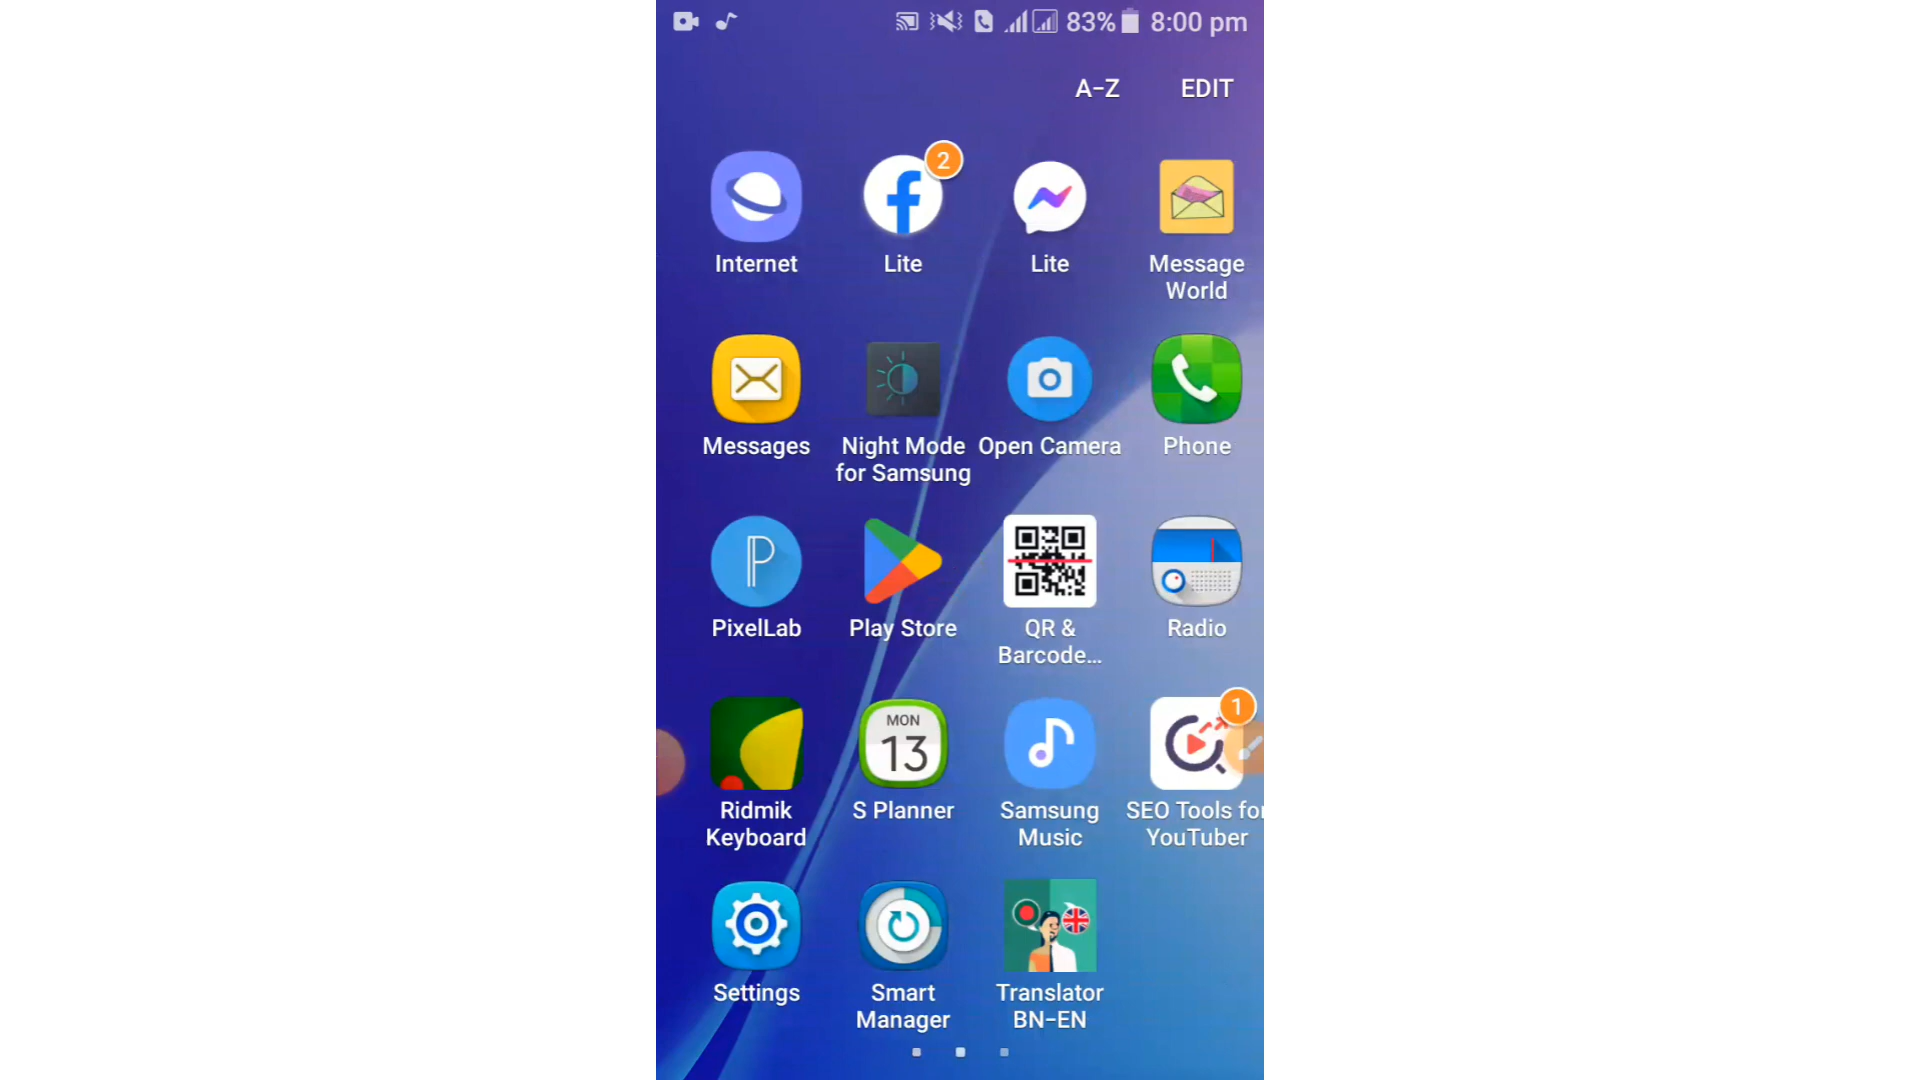 83% 8:00 pm
A-Z EDIT
2
Internet Lite Lite Message
World
Messages Night Mode Open Camera Phone
for Samsung
P
PixelLab Play Store QR & Radio
Barcode...
1
MON
13
Ridmik S Planner Samsung SEO Tools for
Keyboard Music YouTuber
Settings Smart Translator
Manager BN-EN